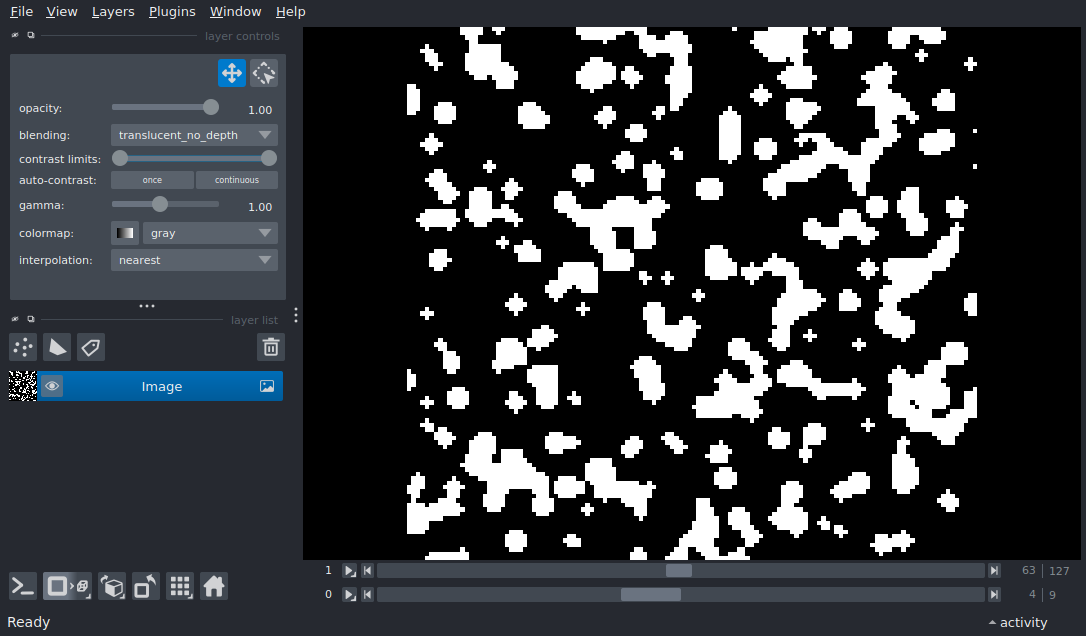 File View Layers Plugins Window Help
layer controls
opacity: 1.00
blending: translucent_no_depth
contrast limits:
auto-contrast: once continuous
gamma: 1.00
colormap: gray
interpolation: nearest
layer list
Image
1 63 127
0 4 9
Ready activity